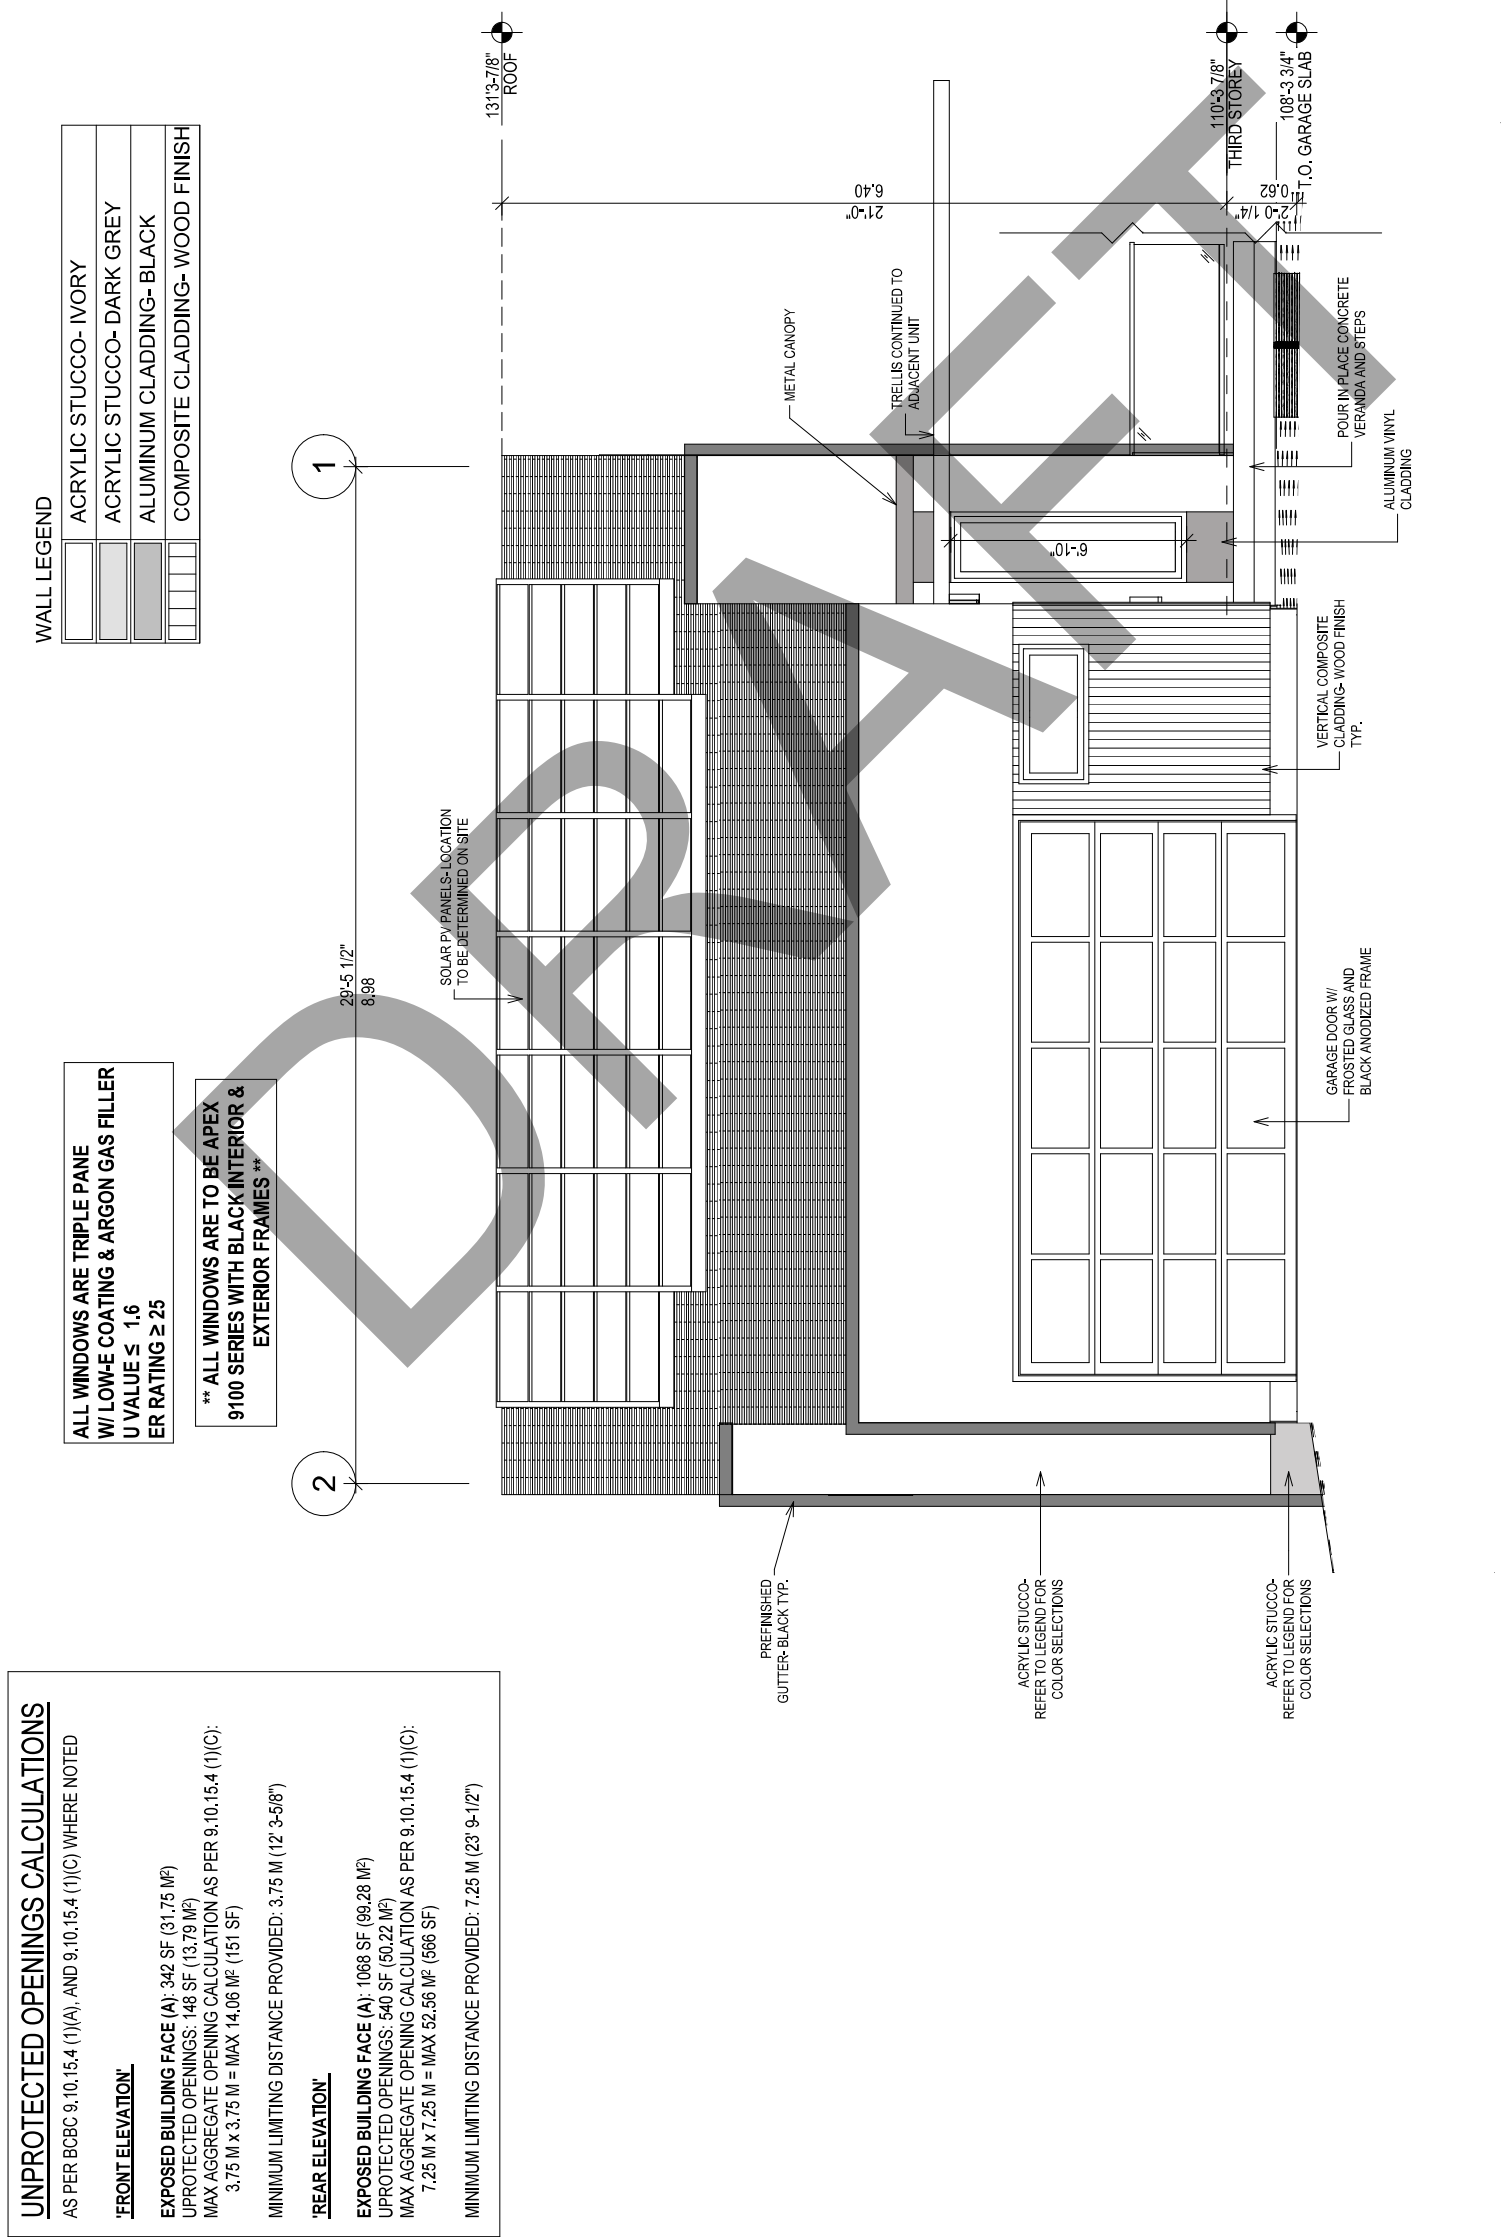 UNPROTECTED OPENINGS CALCULATIONS
AS PER BCBC 9.10.15.4 (1)(A), AND 9.10.15.4 (1)(C) WHERE NOTED
'FRONT ELEVATION'
EXPOSED BUILDING FACE (A): 342 SF (31.75 M²)
UPROTECTED OPENINGS: 148 SF (13.79 M²)
MAX AGGREGATE OPENING CALCULATION AS PER 9.10.15.4 (1)(C):
3.75 M x 3.75 M = MAX 14.06 M² (151 SF)
MINIMUM LIMITING DISTANCE PROVIDED: 3.75 M (12' 3-5/8")
'REAR ELEVATION'
EXPOSED BUILDING FACE (A): 1068 SF (99.28 M²)
UPROTECTED OPENINGS: 540 SF (50.22 M²)
MAX AGGREGATE OPENING CALCULATION AS PER 9.10.15.4 (1)(C):
7.25 M x 7.25 M = MAX 52.56 M² (566 SF)
MINIMUM LIMITING DISTANCE PROVIDED: 7.25 M (23' 9-1/2")
ALL WINDOWS ARE TRIPLE PANE
W/ LOW-E COATING & ARGON GAS FILLER
U VALUE ≤ 1.6
ER RATING ≥ 25
** ALL WINDOWS ARE TO BE APEX
9100 SERIES WITH BLACK INTERIOR &
EXTERIOR FRAMES **
WALL LEGEND
ACRYLIC STUCCO- IVORY
ACRYLIC STUCCO- DARK GREY
ALUMINUM CLADDING- BLACK
COMPOSITE CLADDING- WOOD FINISH
2
29'-5 1/2"
8.98
1
SOLAR PV PANELS- LOCATION
TO BE DETERMINED ON SITE
131'3-7/8"
ROOF
6.40
21'-0"
METAL CANOPY
TRELLIS CONTINUED TO
ADJACENT UNIT
6'-10"
110'-3 7/8"
THIRD STOREY
0.62
2'-0 1/4"
108'-3 3/4"
T.O. GARAGE SLAB
PREFINISHED
GUTTER- BLACK TYP.
ACRYLIC STUCCO-
REFER TO LEGEND FOR
COLOR SELECTIONS
ACRYLIC STUCCO-
REFER TO LEGEND FOR
COLOR SELECTIONS
GARAGE DOOR W/
FROSTED GLASS AND
BLACK ANODIZED FRAME
VERTICAL COMPOSITE
CLADDING- WOOD FINISH
TYP.
POUR IN PLACE CONCRETE
VERANDA AND STEPS
ALUMINUM VINYL
CLADDING
DRAFT